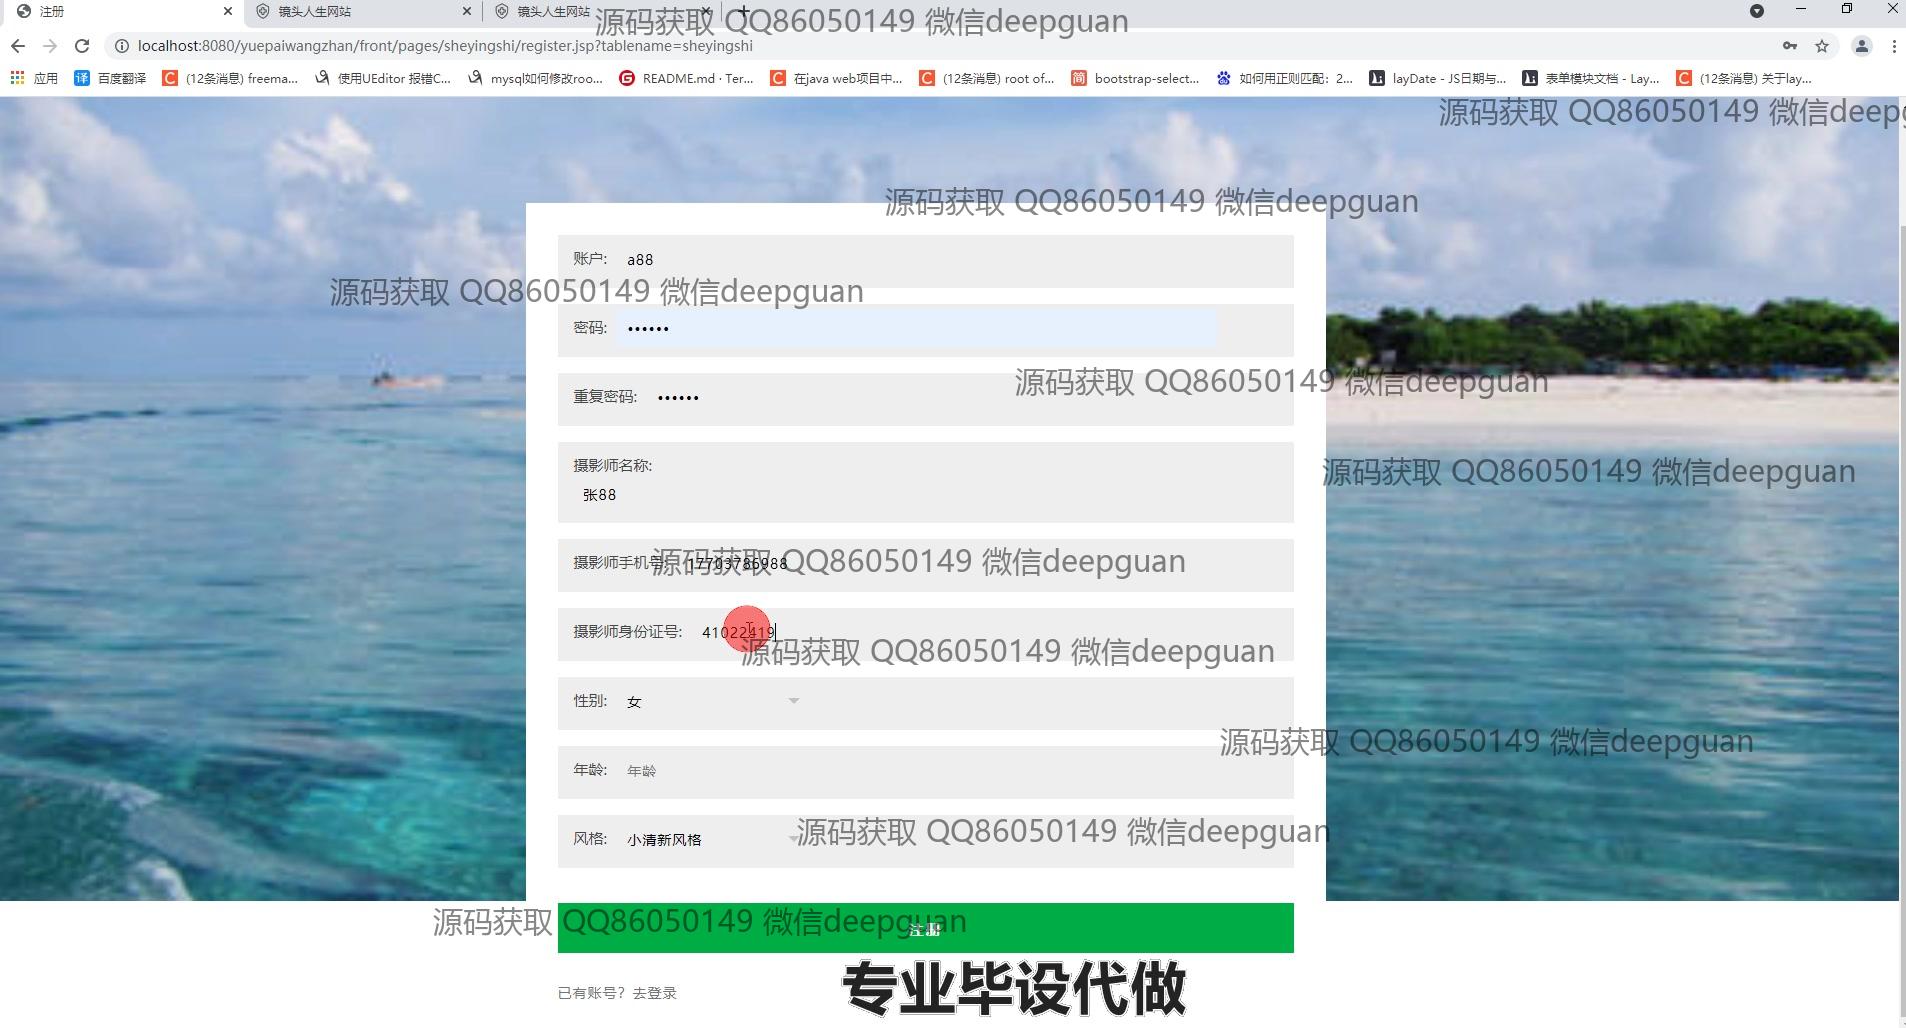 注册
镜头人生网站
镜头人生网站
源码获取 QQ86050149 微信deepguan
localhost:8080/yuepaiwangzhan/front/pages/sheyingshi/register.jsp?tablename=sheyingshi
应用
译 百度翻译
C (12条消息) freema...
使用UEditor 报错C...
mysql如何修改roo...
G README.md · Ter...
C 在java web项目中...
C (12条消息) root of...
简 bootstrap-select...
如何用正则匹配：2...
layDate - JS日期与...
表单模块文档 - Lay...
C (12条消息) 关于lay...
源码获取 QQ86050149 微信deepg
源码获取 QQ86050149 微信deepguan
账户: a88
源码获取 QQ86050149 微信deepguan
密码: ••••••
源码获取 QQ86050149 微信deepguan
重复密码: ••••••
摄影师名称:
源码获取 QQ86050149 微信deepguan
张88
摄影师手机号: 17703786988
源码获取 QQ86050149 微信deepguan
摄影师身份证号: 41022419
源码获取 QQ86050149 微信deepguan
性别: 女
源码获取 QQ86050149 微信deepguan
年龄: 年龄
风格: 小清新风格
源码获取 QQ86050149 微信deepguan
源码获取 QQ86050149 微信deepguan
注册
专业毕设代做
已有账号？去登录